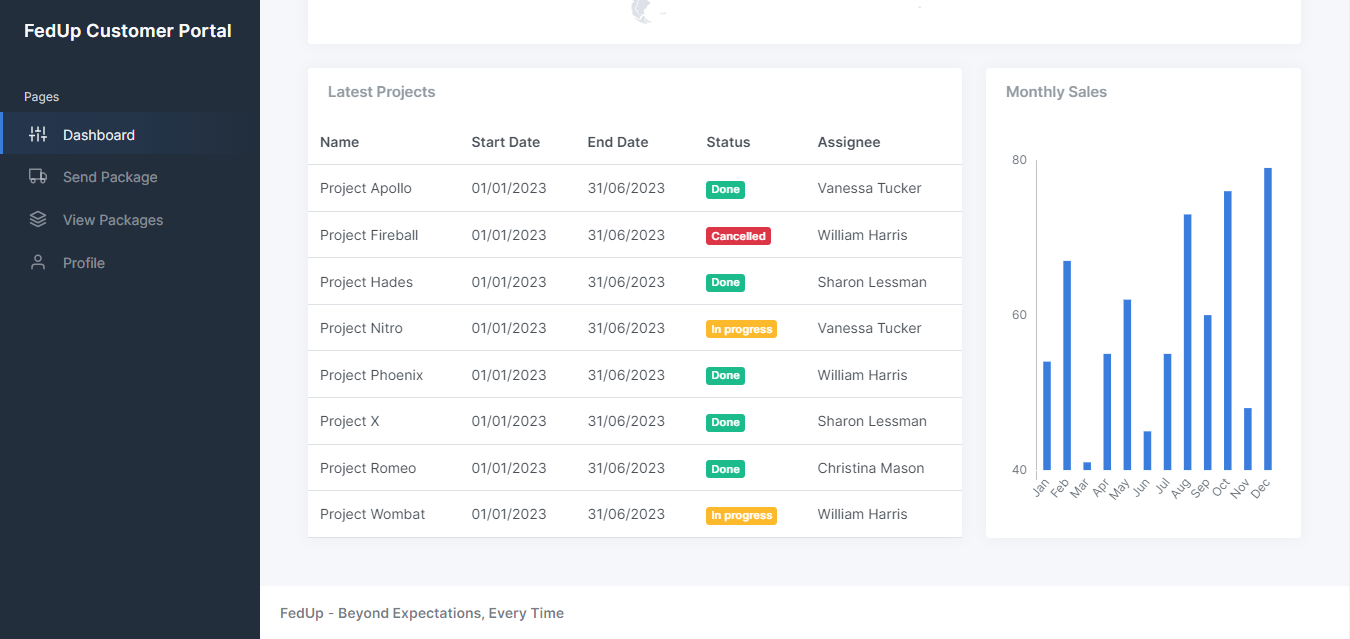 FedUp Customer Portal
Pages
Dashboard
Send Package
View Packages
Profile
Latest Projects
Name Start Date End Date Status Assignee
Project Apollo 01/01/2023 31/06/2023 Done Vanessa Tucker
Project Fireball 01/01/2023 31/06/2023 Cancelled William Harris
Project Hades 01/01/2023 31/06/2023 Done Sharon Lessman
Project Nitro 01/01/2023 31/06/2023 In progress Vanessa Tucker
Project Phoenix 01/01/2023 31/06/2023 Done William Harris
Project X 01/01/2023 31/06/2023 Done Sharon Lessman
Project Romeo 01/01/2023 31/06/2023 Done Christina Mason
Project Wombat 01/01/2023 31/06/2023 In progress William Harris
Monthly Sales
80
60
40
Jan Feb Mar Apr May Jun Jul Aug Sep Oct Nov Dec
FedUp - Beyond Expectations, Every Time